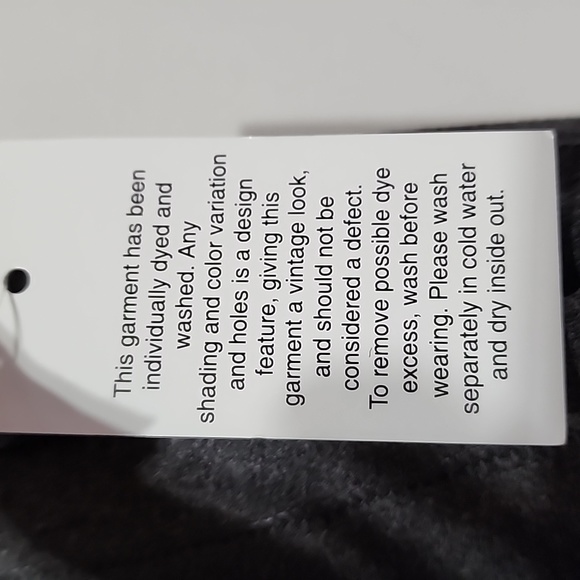 This garment has been
individually dyed and
washed. Any
shading and color variation
and holes is a design
feature, giving this
garment a vintage look,
and should not be
considered a defect.
To remove possible dye
excess, wash before
wearing. Please wash
separately in cold water
and dry inside out.